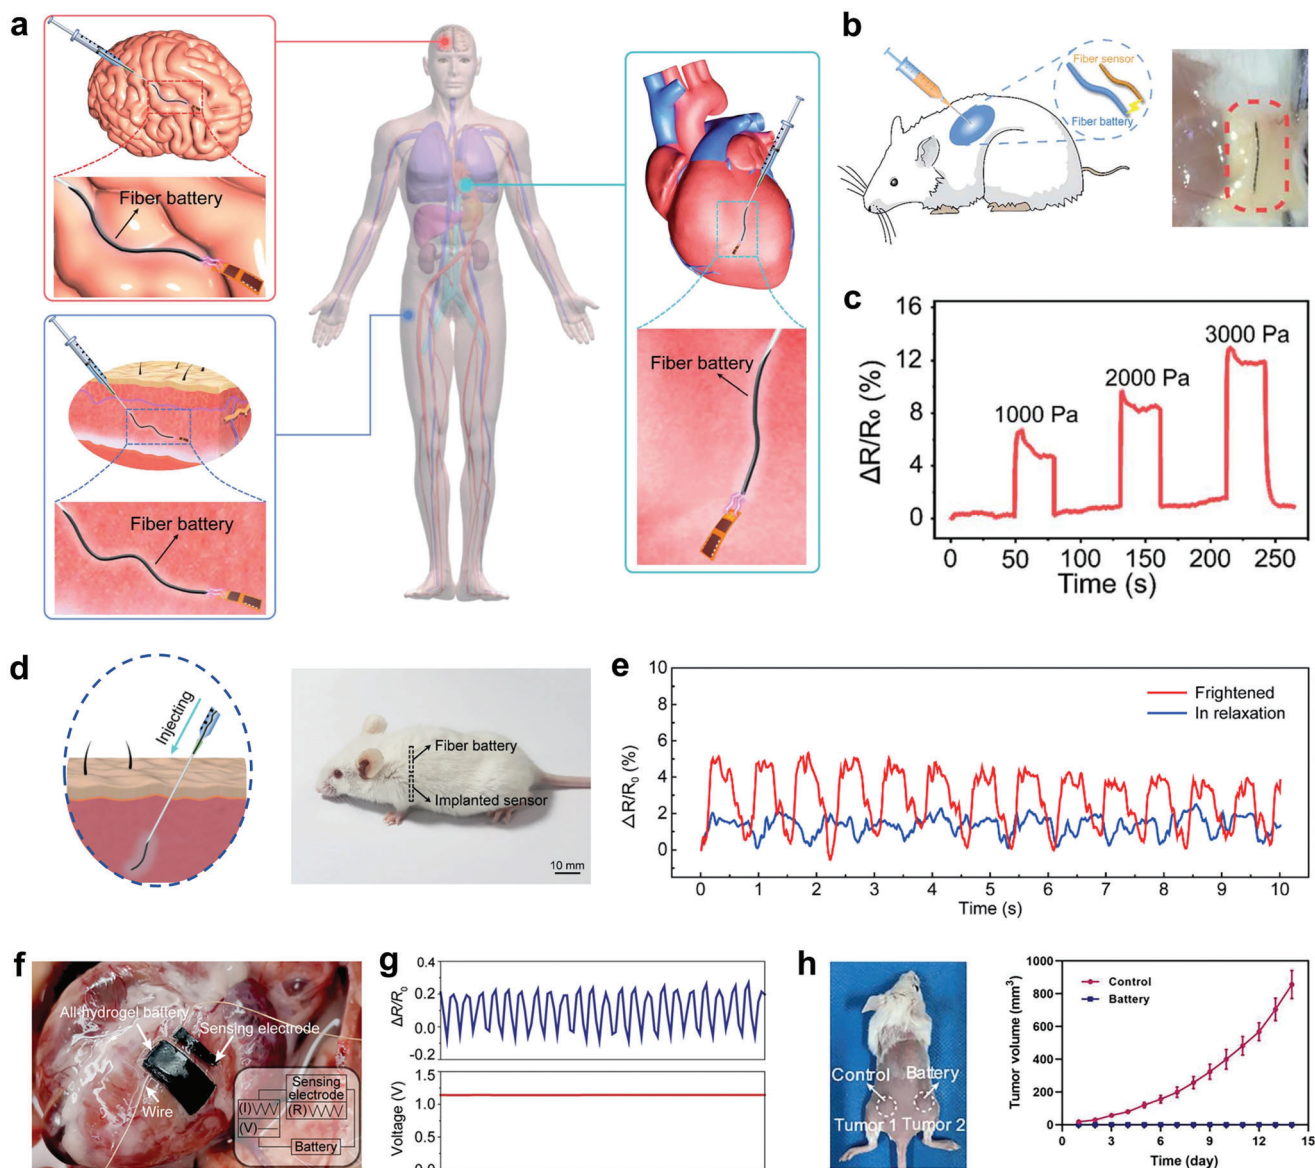 a
Fiber battery
Fiber battery
Fiber battery
b
Fiber sensor
Fiber battery
c
ΔR/R₀ (%)
16
12
8
4
0
1000 Pa
2000 Pa
3000 Pa
0 50 100 150 200 250
Time (s)
d
Injecting
Fiber battery
Implanted sensor
10 mm
e
ΔR/R₀ (%)
10
8
6
4
2
0
Frightened
In relaxation
0 1 2 3 4 5 6 7 8 9 10
Time (s)
f
All-hydrogel battery
Sensing electrode
Wire
Sensing
electrode
(I)
(R)
(V)
Battery
g
ΔR/R₀
0.4
0.2
0.0
-0.2
Voltage (V)
1.5
1.0
0.5
0.0
h
Control
Battery
Tumor 1
Tumor 2
Tumor volume (mm³)
1000
800
600
400
200
0
Control
Battery
0 3 6 9 12 15
Time (day)